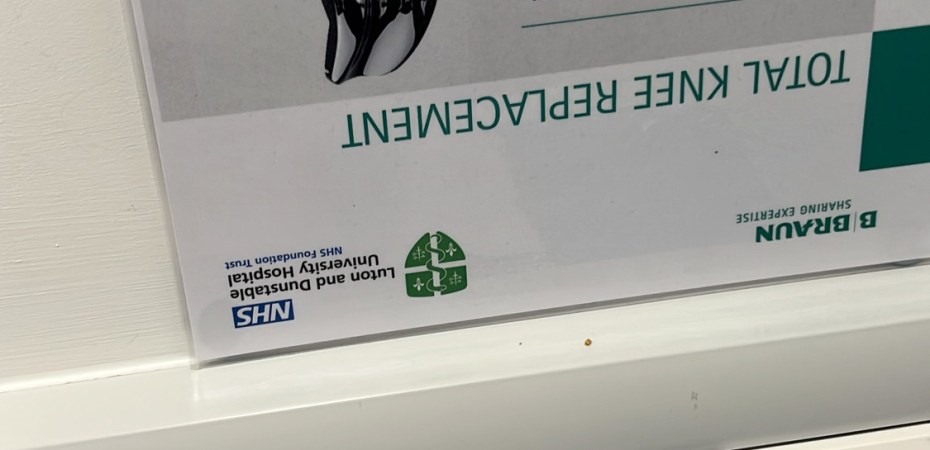 B|BRAUN
SHARING EXPERTISE
NHS
Luton and Dunstable
University Hospital
NHS Foundation Trust
TOTAL KNEE REPLACEMENT